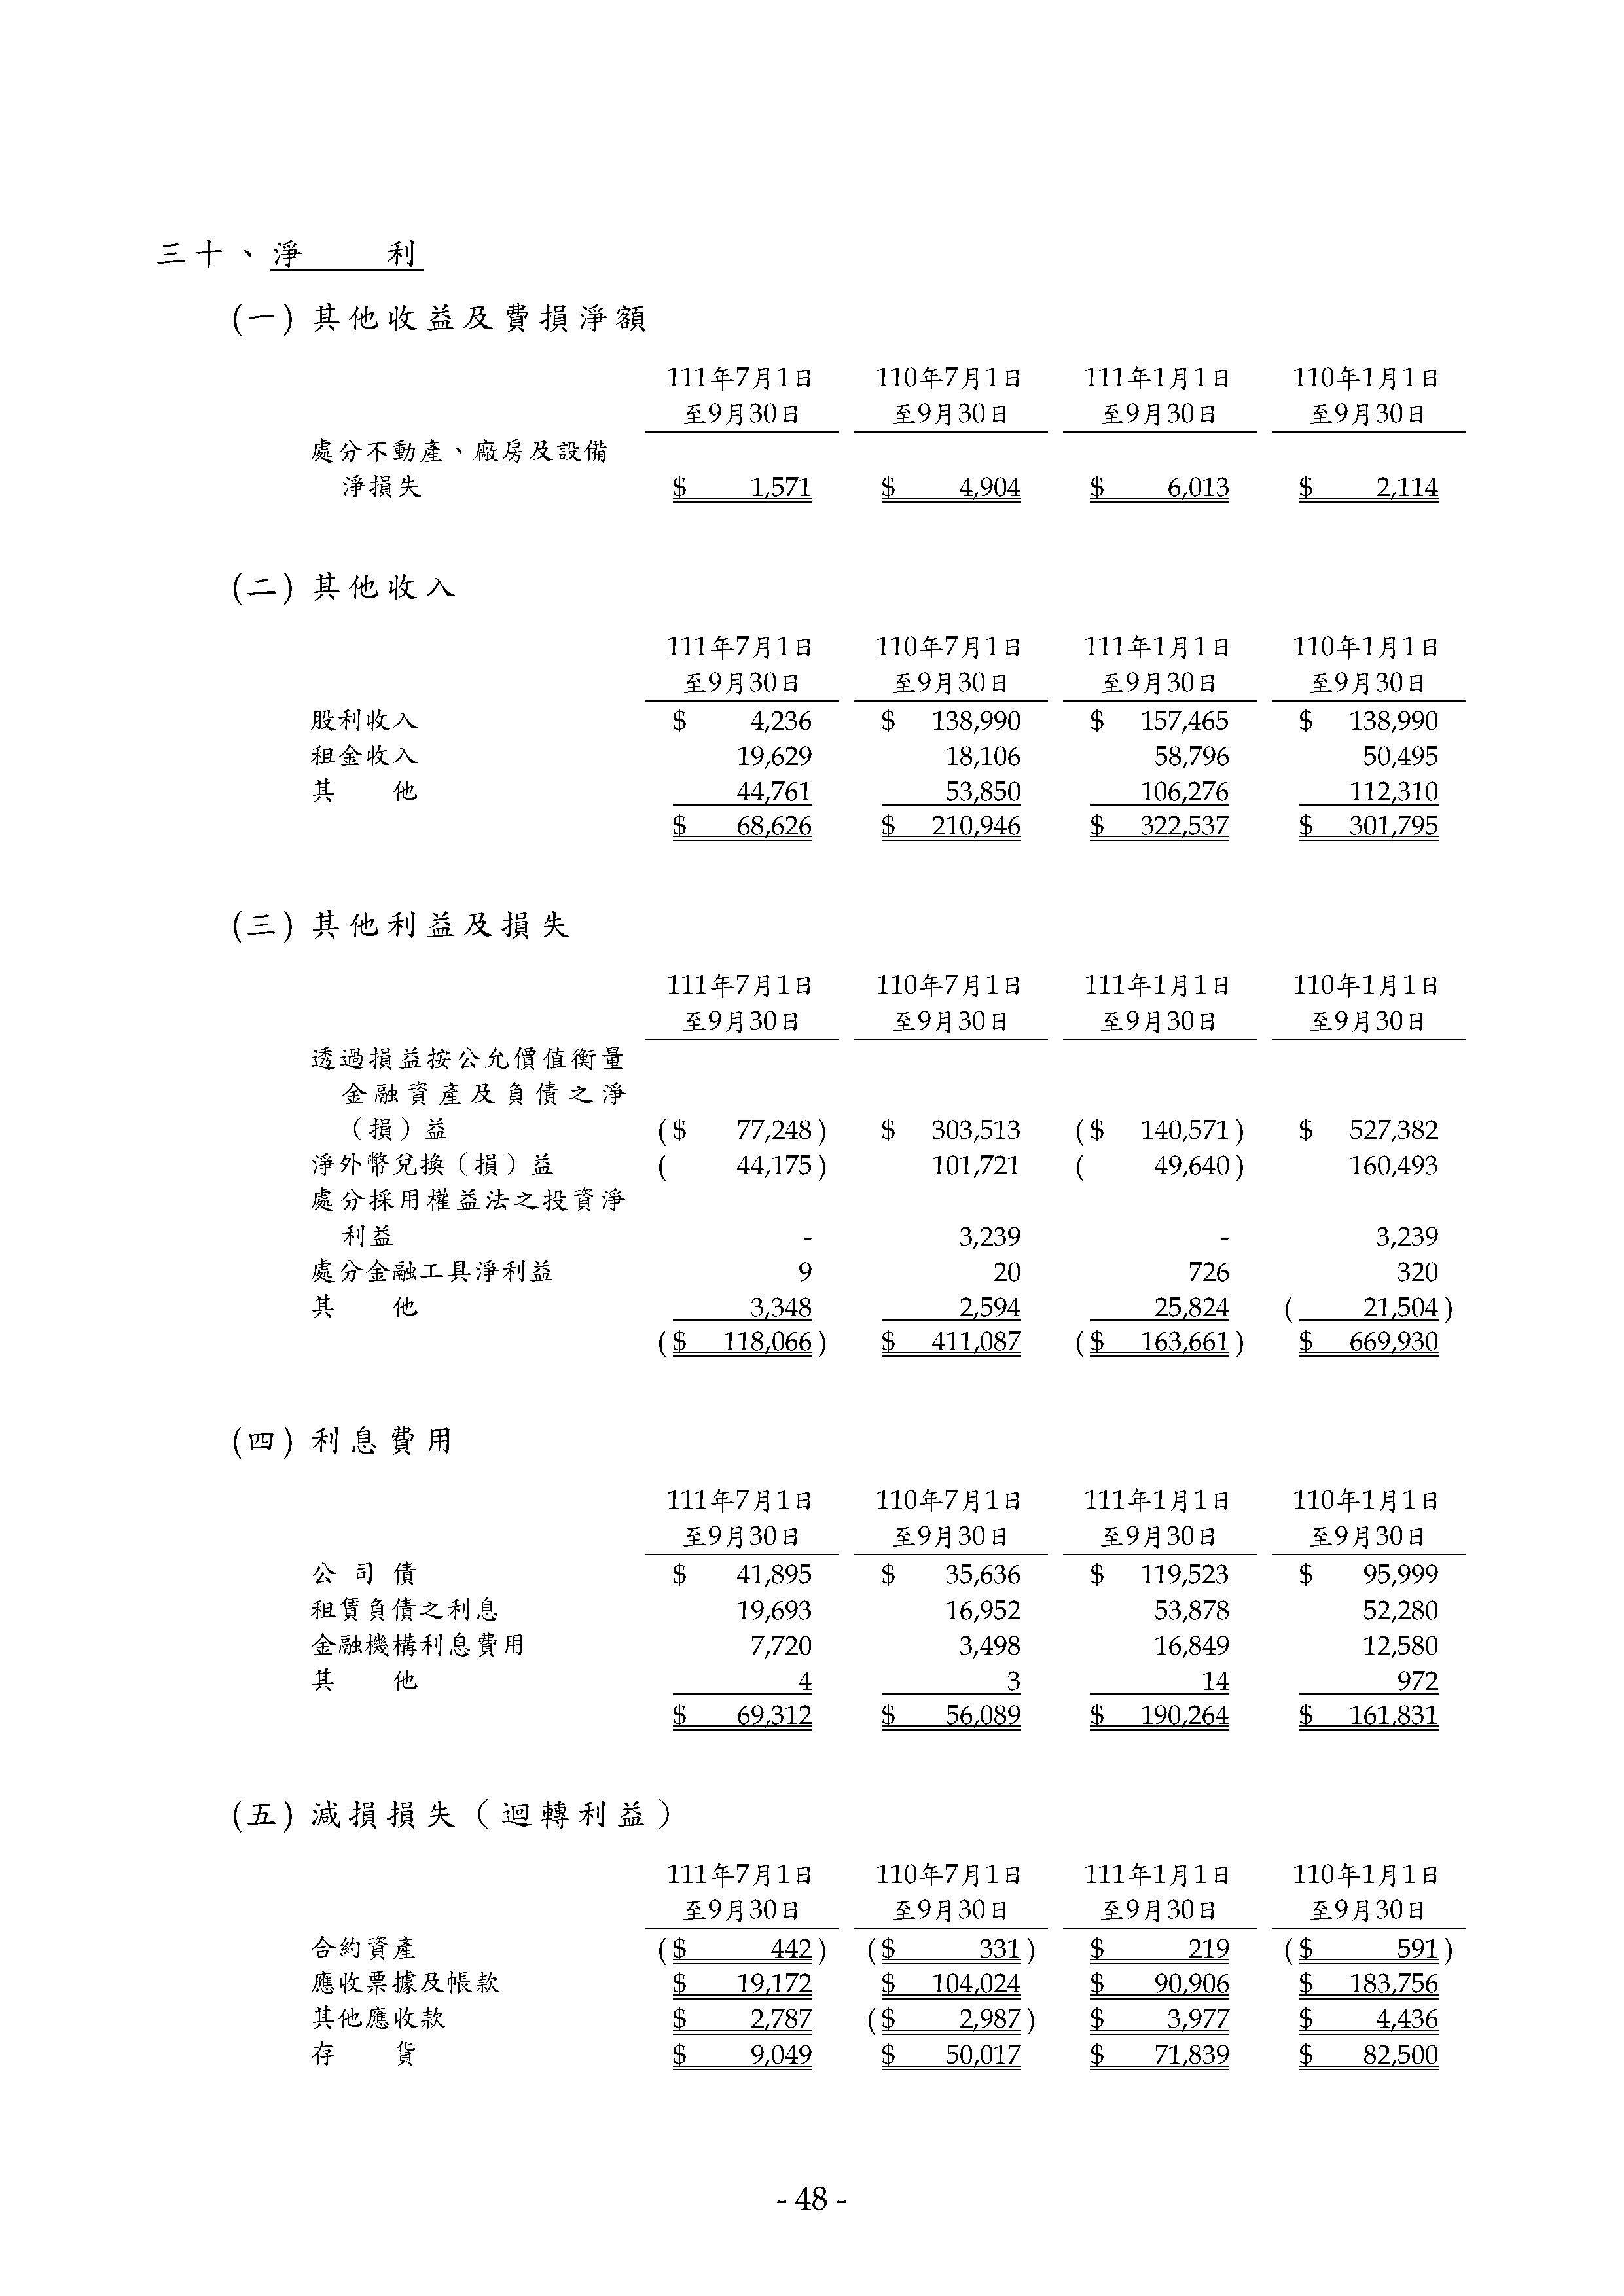 三十、淨　　利
(一) 其他收益及費損淨額
111年7月1日 110年7月1日 111年1月1日 110年1月1日
至9月30日 至9月30日 至9月30日 至9月30日
處分不動產、廠房及設備
淨損失 $ 1,571 $ 4,904 $ 6,013 $ 2,114
(二) 其他收入
111年7月1日 110年7月1日 111年1月1日 110年1月1日
至9月30日 至9月30日 至9月30日 至9月30日
股利收入 $ 4,236 $ 138,990 $ 157,465 $ 138,990
租金收入 19,629 18,106 58,796 50,495
其　　他 44,761 53,850 106,276 112,310
$ 68,626 $ 210,946 $ 322,537 $ 301,795
(三) 其他利益及損失
111年7月1日 110年7月1日 111年1月1日 110年1月1日
至9月30日 至9月30日 至9月30日 至9月30日
透過損益按公允價值衡量
金融資產及負債之淨
（損）益 ($ 77,248) $ 303,513 ($ 140,571) $ 527,382
淨外幣兌換（損）益 ( 44,175) 101,721 ( 49,640) 160,493
處分採用權益法之投資淨
利益 - 3,239 - 3,239
處分金融工具淨利益 9 20 726 320
其　　他 3,348 2,594 25,824 ( 21,504)
($ 118,066) $ 411,087 ($ 163,661) $ 669,930
(四) 利息費用
111年7月1日 110年7月1日 111年1月1日 110年1月1日
至9月30日 至9月30日 至9月30日 至9月30日
公 司 債 $ 41,895 $ 35,636 $ 119,523 $ 95,999
租賃負債之利息 19,693 16,952 53,878 52,280
金融機構利息費用 7,720 3,498 16,849 12,580
其　　他 4 3 14 972
$ 69,312 $ 56,089 $ 190,264 $ 161,831
(五) 減損損失（迴轉利益）
111年7月1日 110年7月1日 111年1月1日 110年1月1日
至9月30日 至9月30日 至9月30日 至9月30日
合約資產 ($ 442) ($ 331) $ 219 ($ 591)
應收票據及帳款 $ 19,172 $ 104,024 $ 90,906 $ 183,756
其他應收款 $ 2,787 ($ 2,987) $ 3,977 $ 4,436
存　　貨 $ 9,049 $ 50,017 $ 71,839 $ 82,500
- 48 -